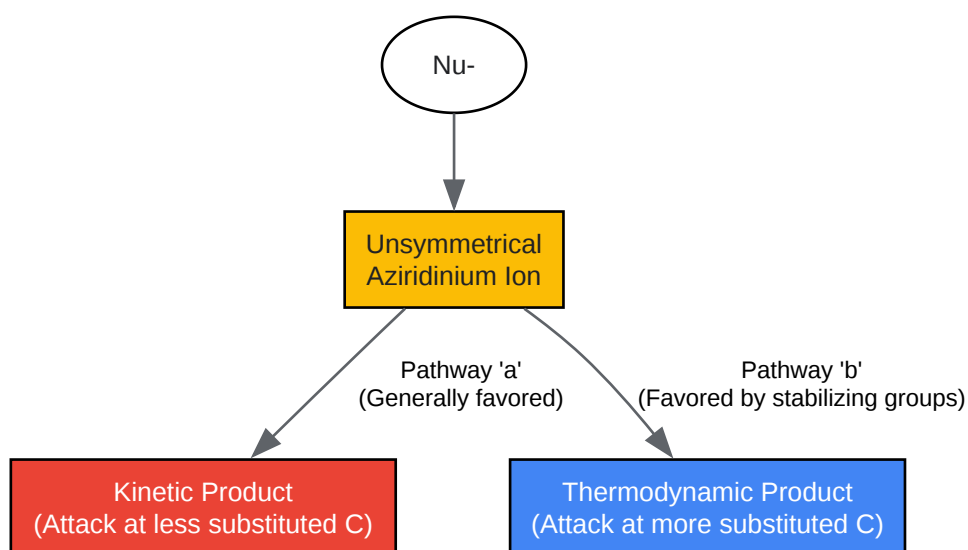 Nu-
Unsymmetrical
Aziridinium Ion
Pathway 'a'
(Generally favored)
Pathway 'b'
(Favored by stabilizing groups)
Kinetic Product
(Attack at less substituted C)
Thermodynamic Product
(Attack at more substituted C)